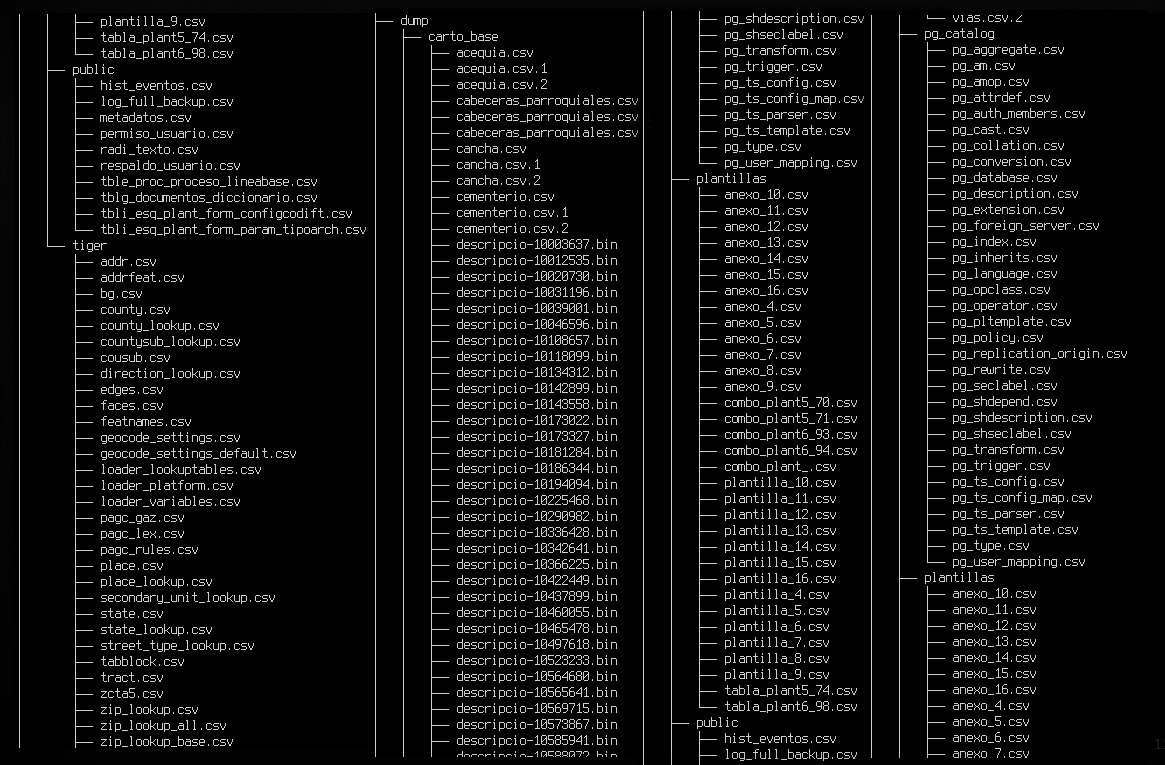 plantilla_9.csv
tabla_plant5_74.csv
tabla_plant6_98.csv
public
hist_eventos.csv
log_full_backup.csv
metadatos.csv
permiso_usuario.csv
radi_texto.csv
respaldo_usuario.csv
tble_proc_proceso_lineabase.csv
tblg_documentos_diccionario.csv
tbli_esq_plant_form_configcodift.csv
tbli_esq_plant_form_param_tipoarch.csv
tiger
addr.csv
addrfeat.csv
bg.csv
county.csv
county_lookup.csv
countysub_lookup.csv
cousub.csv
direction_lookup.csv
edges.csv
faces.csv
featnames.csv
geocode_settings.csv
geocode_settings_default.csv
loader_lookuptables.csv
loader_platform.csv
loader_variables.csv
pagc_gaz.csv
pagc_lex.csv
pagc_rules.csv
place.csv
place_lookup.csv
secondary_unit_lookup.csv
state.csv
state_lookup.csv
street_type_lookup.csv
tabblock.csv
tract.csv
zcta5.csv
zip_lookup.csv
zip_lookup_all.csv
zip_lookup_base.csv
dump
carto_base
acequia.csv
acequia.csv.1
acequia.csv.2
cabeceras_parroquiales.csv
cabeceras_parroquiales.csv
cabeceras_parroquiales.csv
cancha.csv
cancha.csv.1
cancha.csv.2
cementerio.csv
cementerio.csv.1
cementerio.csv.2
descripcio-10003637.bin
descripcio-10012535.bin
descripcio-10020730.bin
descripcio-10031196.bin
descripcio-10039001.bin
descripcio-10046596.bin
descripcio-10108657.bin
descripcio-10118099.bin
descripcio-10134312.bin
descripcio-10142899.bin
descripcio-10143558.bin
descripcio-10173022.bin
descripcio-10173327.bin
descripcio-10181284.bin
descripcio-10186344.bin
descripcio-10194094.bin
descripcio-10225468.bin
descripcio-10290982.bin
descripcio-10336428.bin
descripcio-10342641.bin
descripcio-10366225.bin
descripcio-10422449.bin
descripcio-10437899.bin
descripcio-10460055.bin
descripcio-10465478.bin
descripcio-10497618.bin
descripcio-10523233.bin
descripcio-10564680.bin
descripcio-10565641.bin
descripcio-10569715.bin
descripcio-10573867.bin
descripcio-10585941.bin
descripcio-10588072.bin
pg_shdescription.csv
pg_shseclabel.csv
pg_transform.csv
pg_trigger.csv
pg_ts_config.csv
pg_ts_config_map.csv
pg_ts_parser.csv
pg_ts_template.csv
pg_type.csv
pg_user_mapping.csv
plantillas
anexo_10.csv
anexo_11.csv
anexo_12.csv
anexo_13.csv
anexo_14.csv
anexo_15.csv
anexo_16.csv
anexo_4.csv
anexo_5.csv
anexo_6.csv
anexo_7.csv
anexo_8.csv
anexo_9.csv
combo_plant5_70.csv
combo_plant5_71.csv
combo_plant6_93.csv
combo_plant6_94.csv
combo_plant_.csv
plantilla_10.csv
plantilla_11.csv
plantilla_12.csv
plantilla_13.csv
plantilla_14.csv
plantilla_15.csv
plantilla_16.csv
plantilla_4.csv
plantilla_5.csv
plantilla_6.csv
plantilla_7.csv
plantilla_8.csv
plantilla_9.csv
tabla_plant5_74.csv
tabla_plant6_98.csv
public
hist_eventos.csv
log_full_backup.csv
vias.csv.2
pg_catalog
pg_aggregate.csv
pg_am.csv
pg_amop.csv
pg_attrdef.csv
pg_auth_members.csv
pg_cast.csv
pg_collation.csv
pg_conversion.csv
pg_database.csv
pg_description.csv
pg_extension.csv
pg_foreign_server.csv
pg_index.csv
pg_inherits.csv
pg_language.csv
pg_opclass.csv
pg_operator.csv
pg_pltemplate.csv
pg_policy.csv
pg_replication_origin.csv
pg_rewrite.csv
pg_seclabel.csv
pg_shdepend.csv
pg_shdescription.csv
pg_shseclabel.csv
pg_transform.csv
pg_trigger.csv
pg_ts_config.csv
pg_ts_config_map.csv
pg_ts_parser.csv
pg_ts_template.csv
pg_type.csv
pg_user_mapping.csv
plantillas
anexo_10.csv
anexo_11.csv
anexo_12.csv
anexo_13.csv
anexo_14.csv
anexo_15.csv
anexo_16.csv
anexo_4.csv
anexo_5.csv
anexo_6.csv
anexo_7.csv